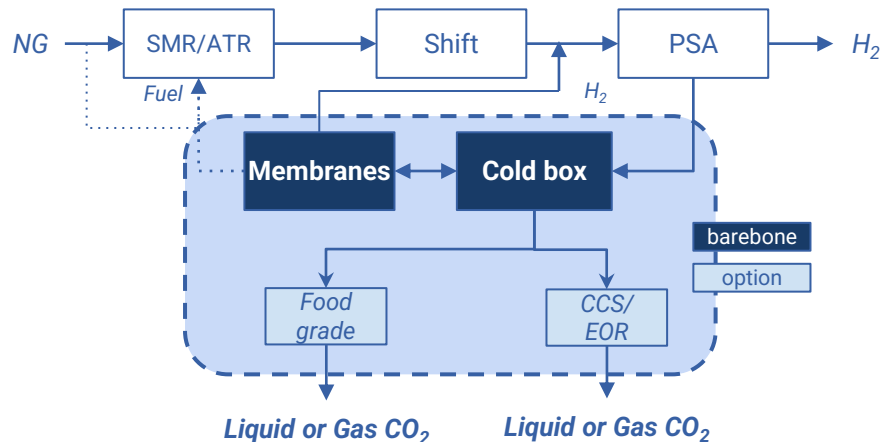 NG
SMR/ATR
Shift
PSA
H₂
Fuel
H₂
Membranes
Cold box
barebone
option
Food
grade
CCS/
EOR
Liquid or Gas CO₂
Liquid or Gas CO₂